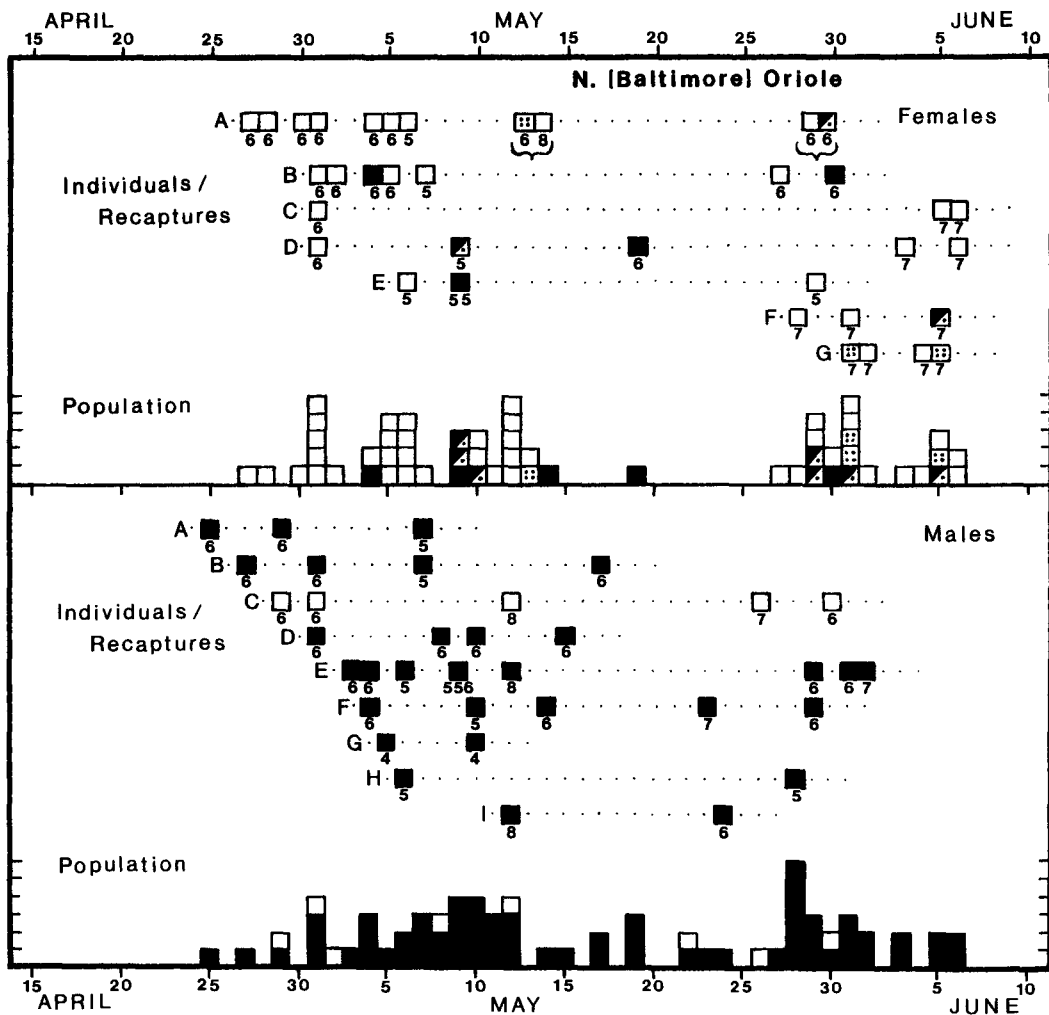 APRIL MAY JUNE
15 20 25 30 5 10 15 20 25 30 5 10
N. (Baltimore) Oriole
A Females
6 6 6 6 6 6 5 6 8 6 6
Individuals/
Recaptures
B
6 6 6 6 5 6 6
C
6 7 7
D
6 5 6 7 7
E
5 5 5 5
F
7 7 7
G
7 7 7 7
Population
A Males
6 6 5
B
6 6 5 6
Individuals/
Recaptures
C
6 6 8 7 6
D
6 6 6 6
E
6 6 5 5 5 6 8 6 6 7
F
6 5 6 7 6
G
4 4
H
5 5
I
8 6
Population
15 20 25 30 5 10 15 20 25 30 5 10
APRIL MAY JUNE